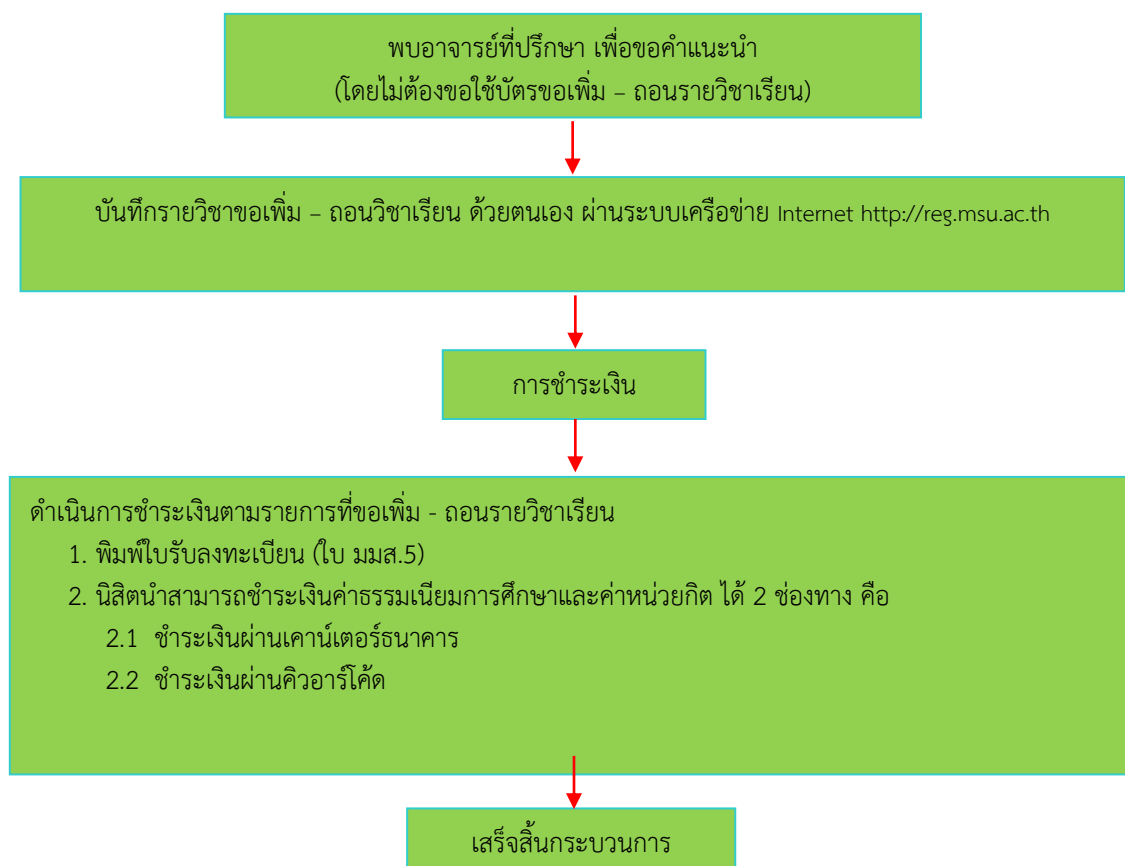 พบอาจารย์ที่ปรึกษา เพื่อขอคำแนะนำ
(โดยไม่ต้องขอใช้บัตรขอเพิ่ม – ถอนรายวิชาเรียน)
บันทึกรายวิชาขอเพิ่ม – ถอนวิชาเรียน ด้วยตนเอง ผ่านระบบเครือข่าย Internet http://reg.msu.ac.th
การชำระเงิน
ดำเนินการชำระเงินตามรายการที่ขอเพิ่ม - ถอนรายวิชาเรียน
1. พิมพ์ใบรับลงทะเบียน (ใบ มมส.5)
2. นิสิตนำสามารถชำระเงินค่าธรรมเนียมการศึกษาและค่าหน่วยกิต ได้ 2 ช่องทาง คือ
2.1 ชำระเงินผ่านเคาน์เตอร์ธนาคาร
2.2 ชำระเงินผ่านคิวอาร์โค้ด
เสร็จสิ้นกระบวนการ